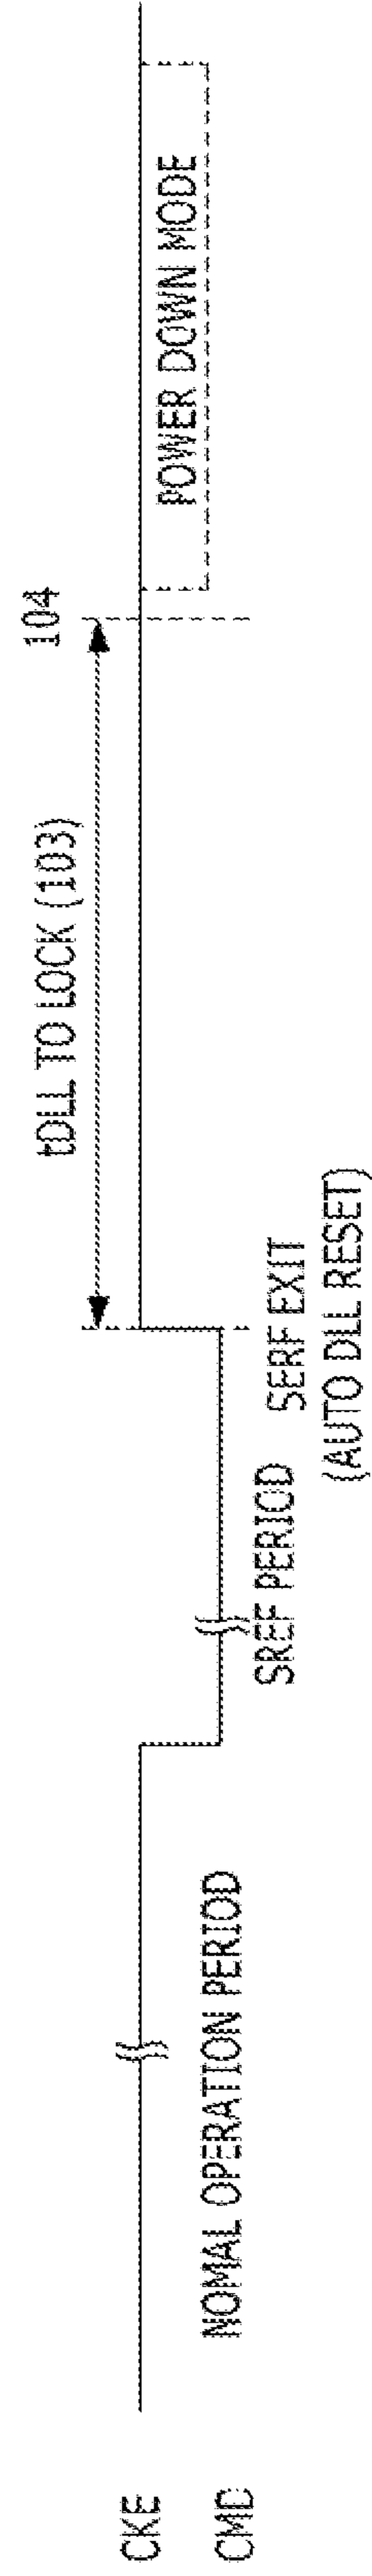 tDLL TO LOCK (103)
104
CKE
POWER DOWN MODE
CMD
NOMAL OPERATION PERIOD
SREF PERIOD
SERF EXIT
(AUTO DLL RESET)